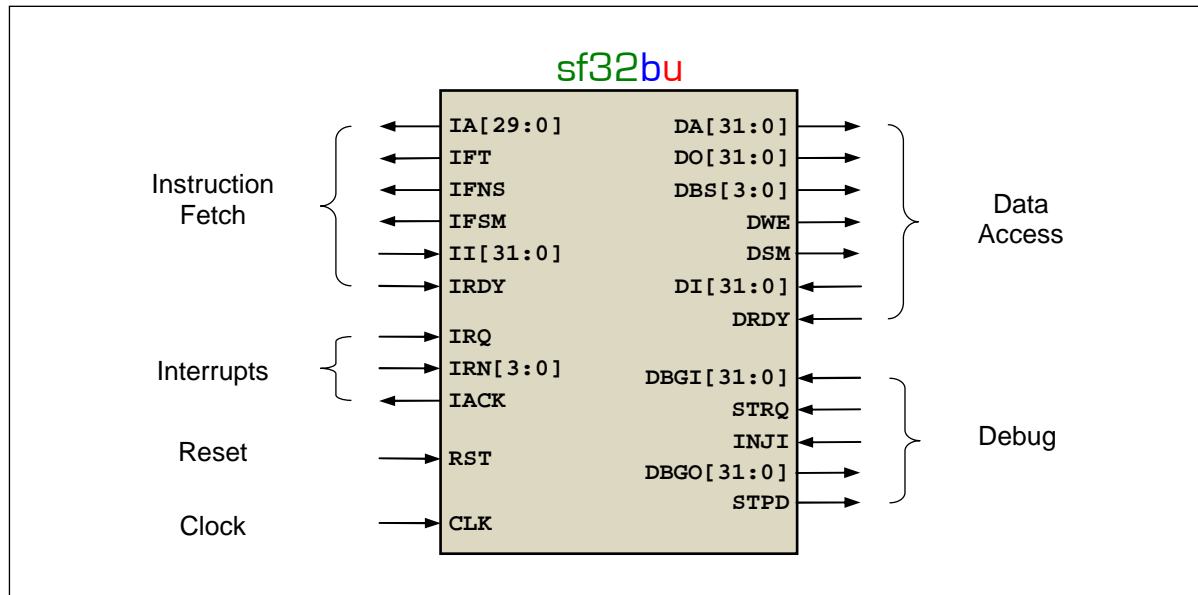 sf32bu
Instruction
Fetch
IA[29:0]
IFT
IFNS
IFSM
II[31:0]
IRDY
Interrupts
IRQ
IRN[3:0]
IACK
Reset
RST
Clock
CLK
DA[31:0]
DO[31:0]
DBS[3:0]
DWE
DSM
DI[31:0]
DRDY
Data
Access
DBGI[31:0]
STRQ
INJI
DBGO[31:0]
STPD
Debug